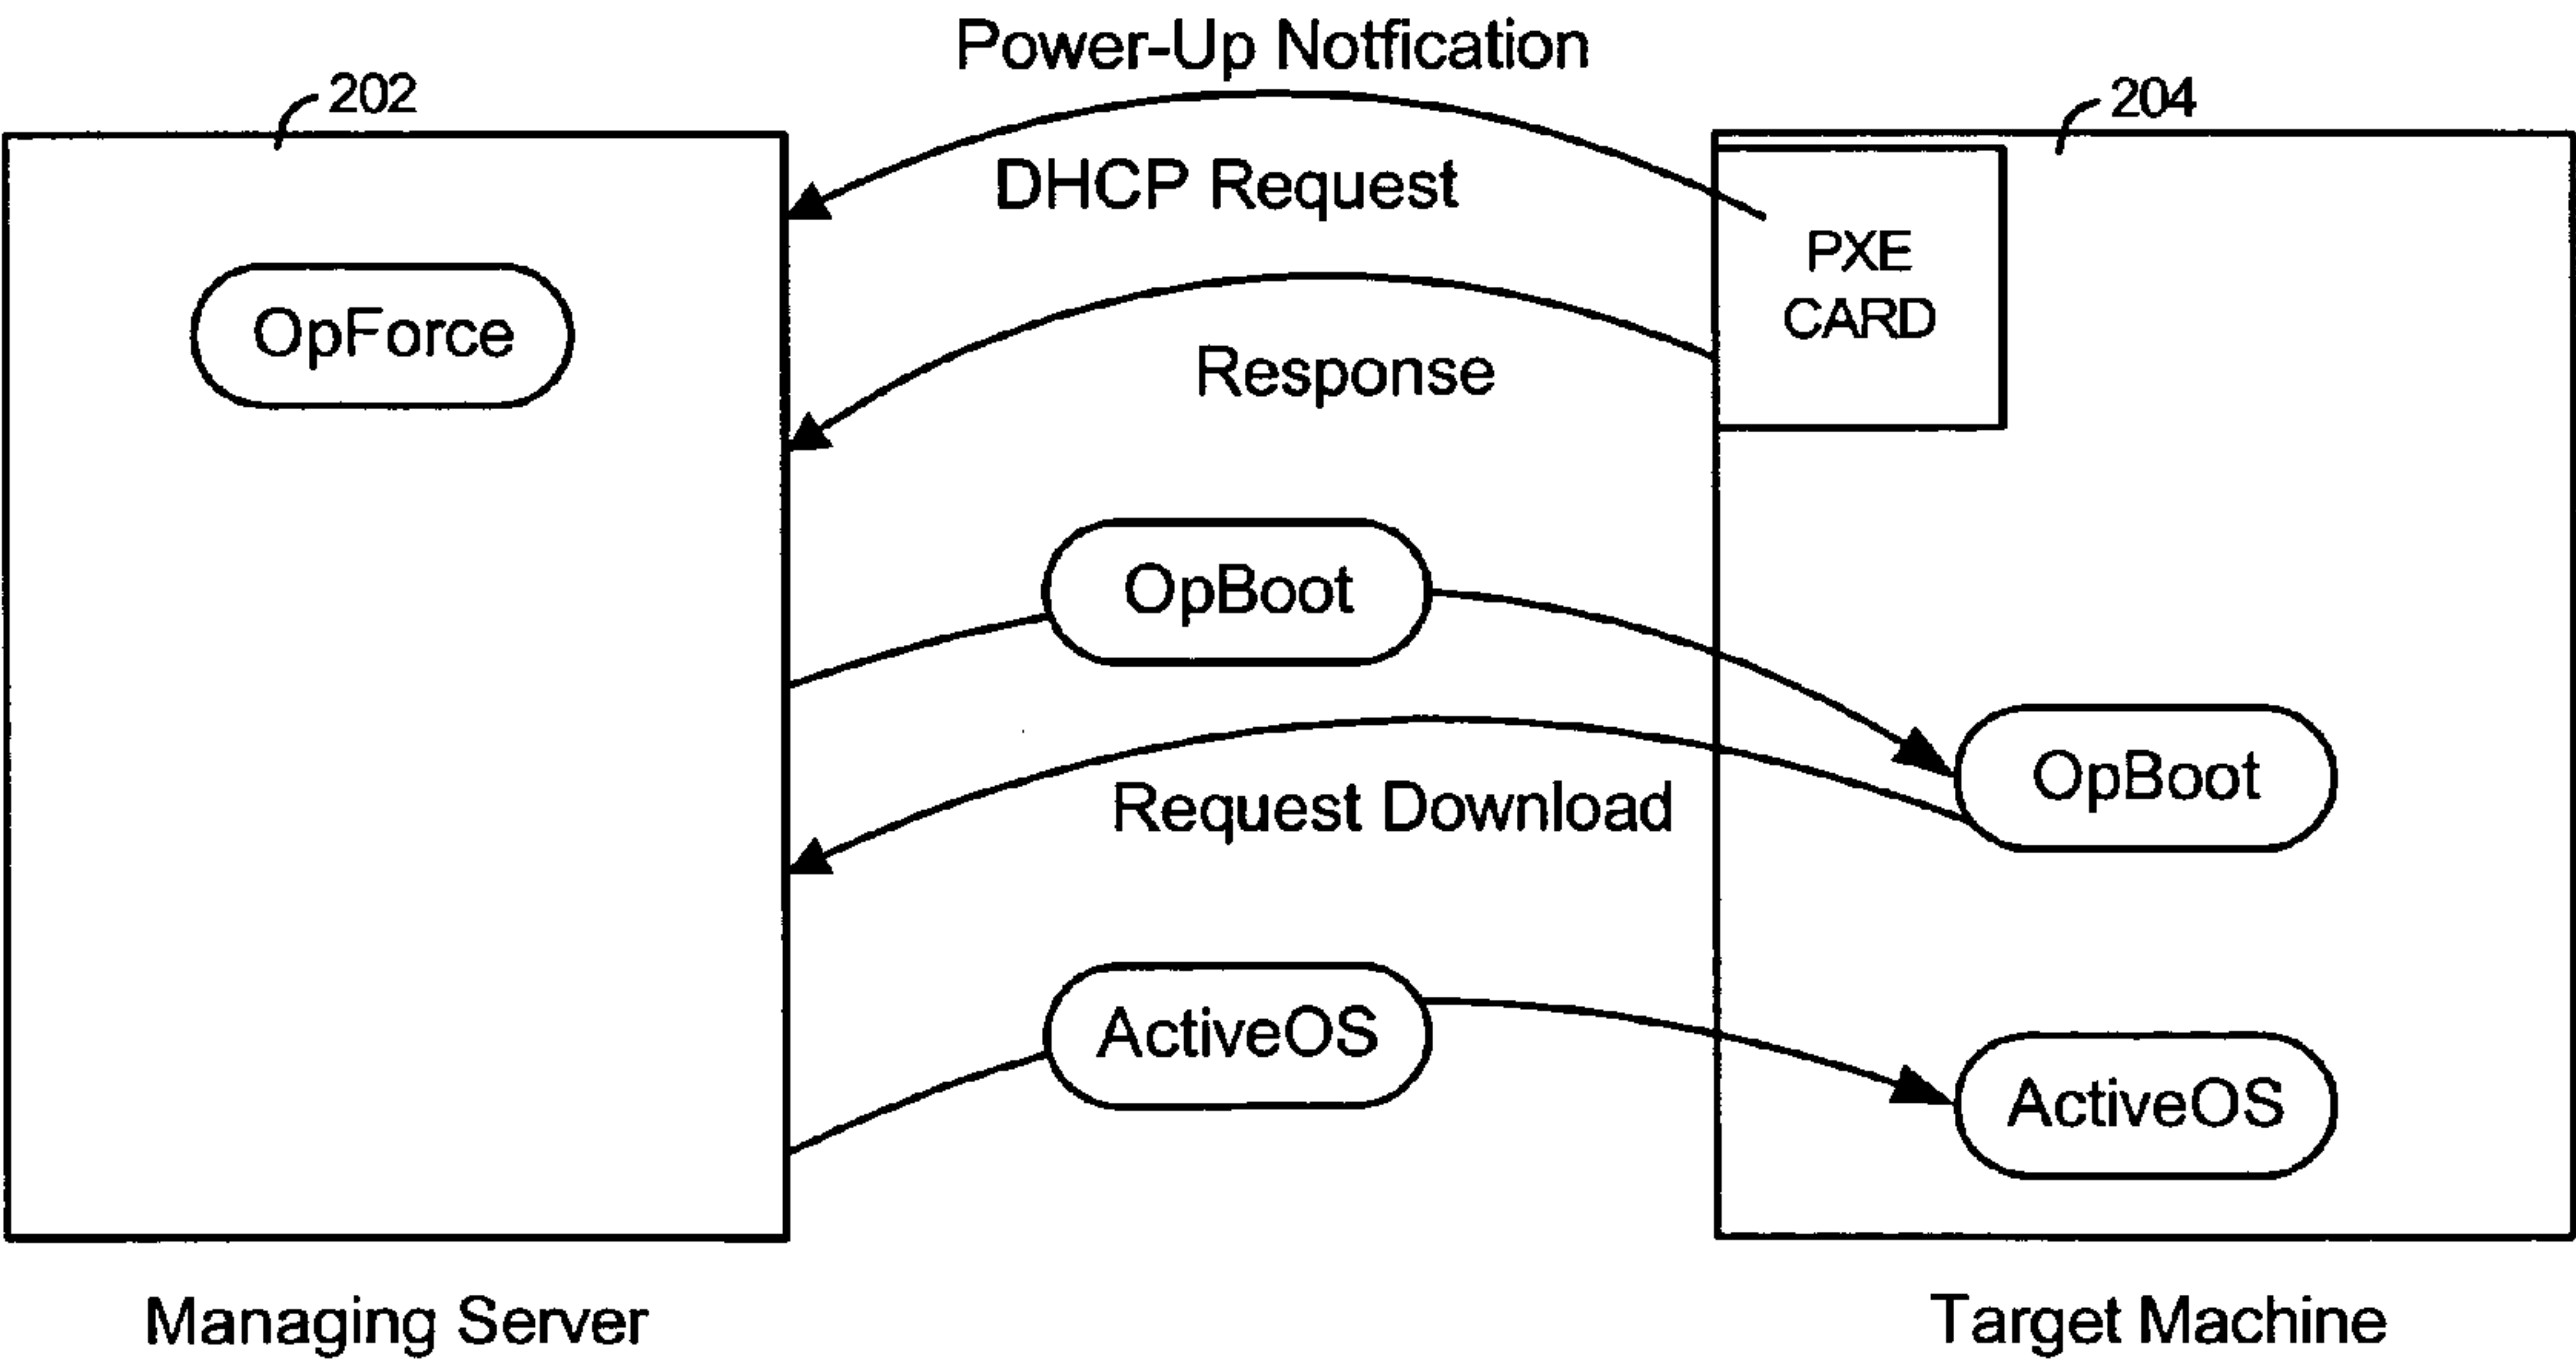 Power-Up Notfication
202
204
DHCP Request
PXE
CARD
OpForce
Response
OpBoot
OpBoot
Request Download
ActiveOS
ActiveOS
Managing Server
Target Machine